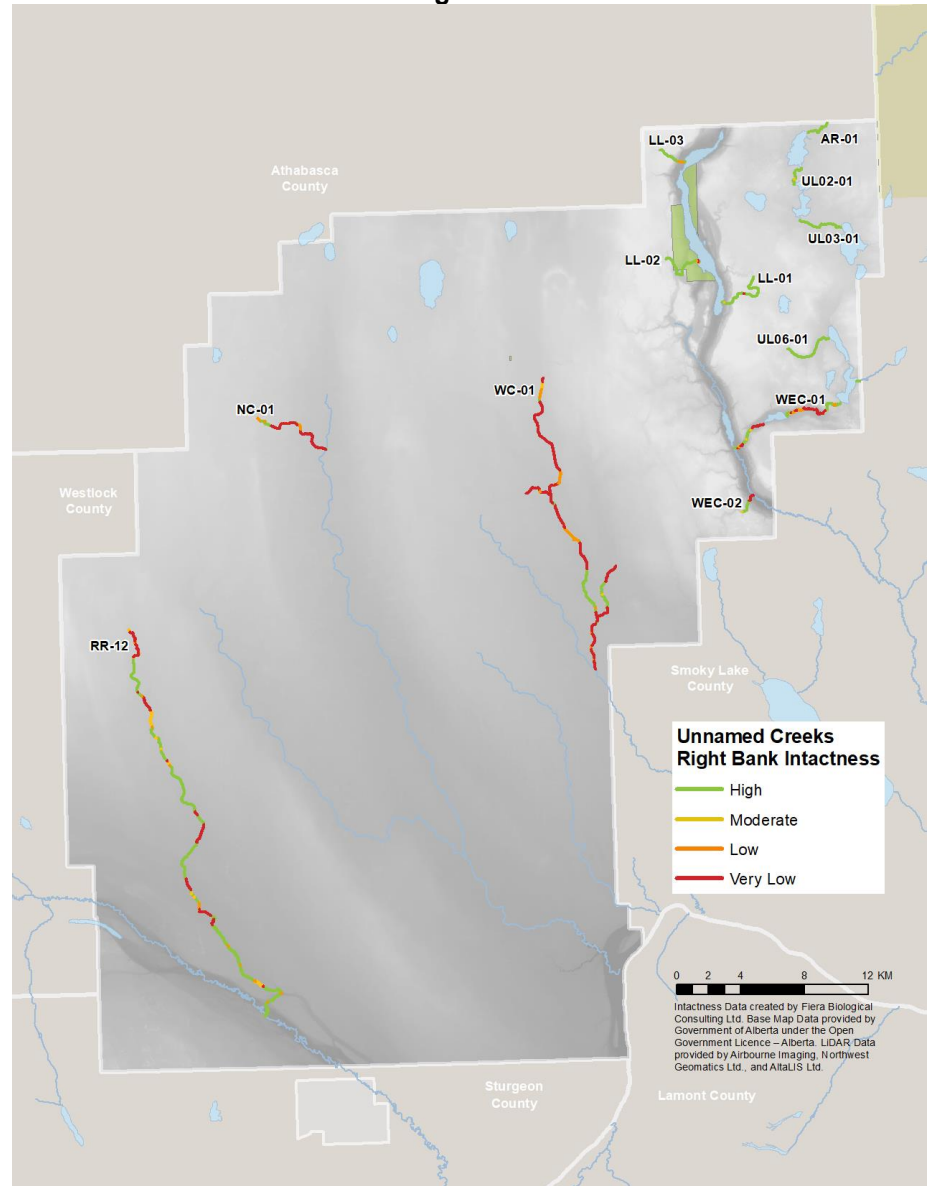 AR-01
LL-03
Athabasca
County
UL02-01
UL03-01
LL-02
LL-01
UL06-01
WC-01
WEC-01
NC-01
Westlock
County
WEC-02
RR-12
Smoky Lake
County
Unnamed Creeks
Right Bank Intactness
High
Moderate
Low
Very Low
0 2 4 8 12 KM
Intactness Data created by Fiera Biological
Consulting Ltd. Base Map Data provided by
Government of Alberta under the Open
Government Licence – Alberta. LiDAR Data
provided by Airbourne Imaging, Northwest
Geomatics Ltd., and AltaLIS Ltd.
Sturgeon
County
Lamont County